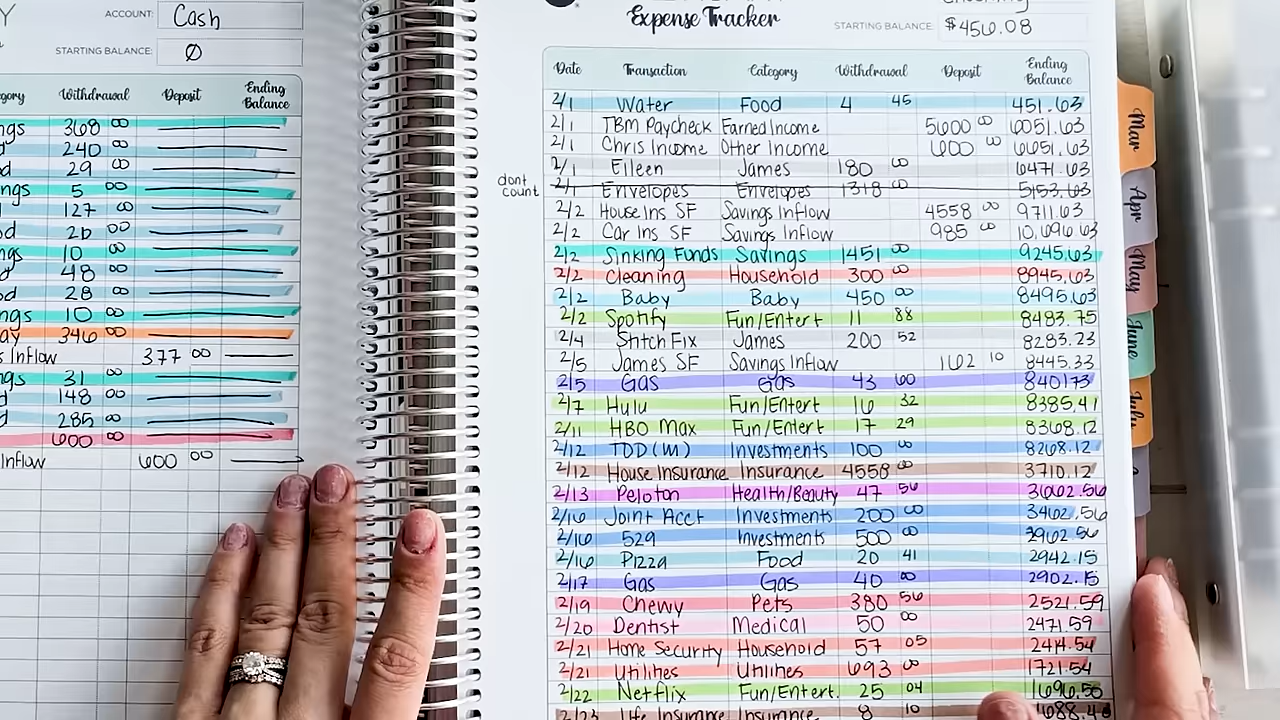 Y ACCOUNT: Cash
STARTING BALANCE: Ø
egory Withdrawal Deposit Ending Balance
ngs 368 00
d 240 00
d 29 00
ngs 5 00
127 00
d 26 00
ngs 10 00
48 00
od 28 00
ngs 10 00
346 00
s Inflow 377 00
ngs 31 00
148 00
d 285 00
600 00
Inflow 600 00
Expense Tracker
STARTING BALANCE: $456.08
Date Transaction Category Withdrawal Deposit Ending Balance
2/1 Water Food 4 45 451.63
2/1 TBM Paycheck Earned Income 5600 00 6051.63
2/1 Chris Income Other Income 600 00 6651.63
2/1 Eileen James 180 00 6471.63
dont count
2/1 Envelopes Envelopes 00 5153.63
2/2 House Ins SF Savings Inflow 4558 00 9711.63
2/2 Car Ins SF Savings Inflow 985 00 10,696.63
2/2 Sinking Funds Savings 1451 00 9245.63
2/2 Cleaning Household 300 00 8945.63
2/2 Baby Baby 450 00 8495.63
2/2 Spotify Fun/Entert 11 88 8483.75
2/4 Stitch Fix James 200 52 8283.23
2/5 James SF Savings Inflow 162 10 8445.33
2/5 Gas Gas 43 60 8401.73
2/7 Hulu Fun/Entert 16 32 8385.41
2/11 HBO Max Fun/Entert 17 29 8368.12
2/12 TDD (M) Investments 100 00 8268.12
2/12 House Insurance Insurance 4558 00 3710.12
2/13 Peloton Health/Beauty 3662.56
2/16 Joint Acct Investments 200 00 3462.56
2/16 529 Investments 500 00 2962.56
2/16 Pizza Food 20 41 2942.15
2/17 Gas Gas 40 00 2902.15
2/19 Chewy Pets 380 56 2521.59
2/20 Dentist Medical 50 00 2471.59
2/21 Home Security Household 57 05 2414.54
2/21 Utilities Utilities 693 00 1721.54
2/22 Netflix Fun/Entert. 25
8 10
Mar
Apr
May
June
July